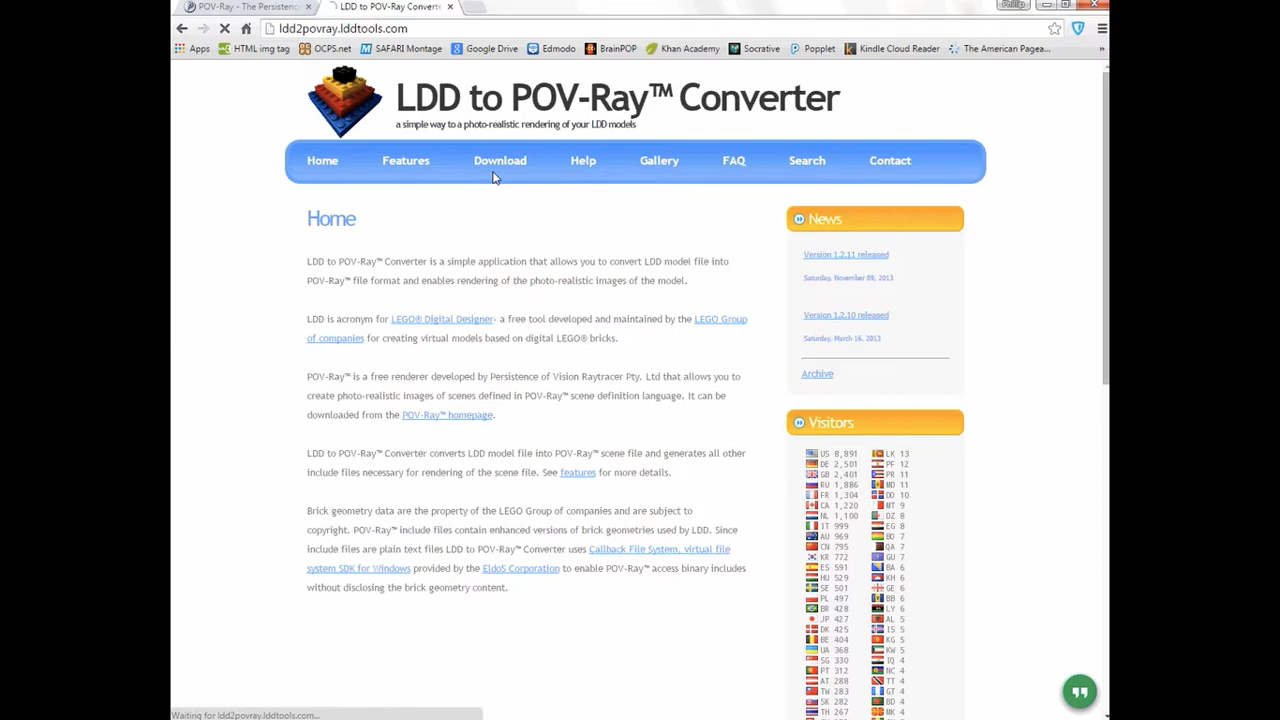 POV-Ray - The Persistenc
LDD to POV-Ray Converte
Phillip
ldd2povray.lddtools.com
Apps
HTML img tag
OCPS.net
SAFARI Montage
Google Drive
Edmodo
BrainPOP
Khan Academy
Socrative
Popplet
Kindle Cloud Reader
The American Pagea...
LDD to POV-Ray™ Converter
a simple way to a photo-realistic rendering of your LDD models
Home
Features
Download
Help
Gallery
FAQ
Search
Contact
Home
LDD to POV-Ray™ Converter is a simple application that allows you to convert LDD model file into
POV-Ray™ file format and enables rendering of the photo-realistic images of the model.
LDD is acronym for LEGO® Digital Designer- a free tool developed and maintained by the LEGO Group
of companies for creating virtual models based on digital LEGO® bricks.
POV-Ray™ is a free renderer developed by Persistence of Vision Raytracer Pty. Ltd that allows you to
create photo-realistic images of scenes defined in POV-Ray™ scene definition language. It can be
downloaded from the POV-Ray™ homepage.
LDD to POV-Ray™ Converter converts LDD model file into POV-Ray™ scene file and generates all other
include files necessary for rendering of the scene file. See features for more details.
Brick geometry data are the property of the LEGO Group of companies and are subject to
copyright. POV-Ray™ include files contain enhanced versions of brick geometries used by LDD. Since
include files are plain text files LDD to POV-Ray™ Converter uses Callback File System, virtual file
system SDK for Windows provided by the EldoS Corporation to enable POV-Ray™ access binary includes
without disclosing the brick geometry content.
News
Version 1.2.11 released
Saturday, November 09, 2013
Version 1.2.10 released
Saturday, March 16, 2013
Archive
Visitors
US 8,891 LK 13
DE 2,501 PF 12
GB 2,401 PR 11
RU 1,886 MD 11
FR 1,304 DO 10
CA 1,220 MT 9
NL 1,100 DZ 8
IT 999 EG 8
AU 969 BO 7
CN 795 QA 7
KR 772 GU 7
ES 591 BA 6
HU 529 KH 6
SE 501 GE 6
PL 497 BB 6
BR 428 LY 6
JP 427 AL 5
DK 425 IS 5
BE 404 KG 5
UA 368 KW 5
SG 330 IQ 4
PT 312 NC 4
AT 288 TT 4
TW 283 GT 4
SK 282 BM 4
TH 267 MK 4
Waiting for ldd2povray.lddtools.com...